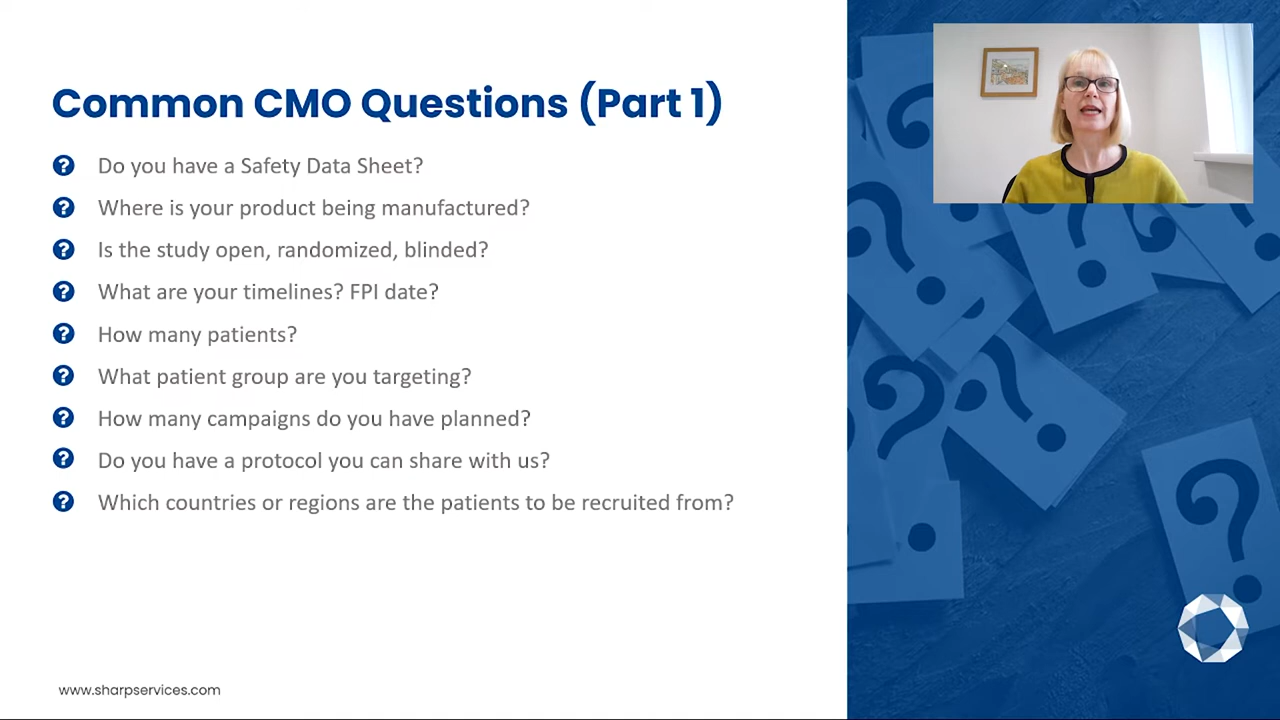 Common CMO Questions (Part 1)
Do you have a Safety Data Sheet?
Where is your product being manufactured?
Is the study open, randomized, blinded?
What are your timelines? FPI date?
How many patients?
What patient group are you targeting?
How many campaigns do you have planned?
Do you have a protocol you can share with us?
Which countries or regions are the patients to be recruited from?
www.sharpservices.com